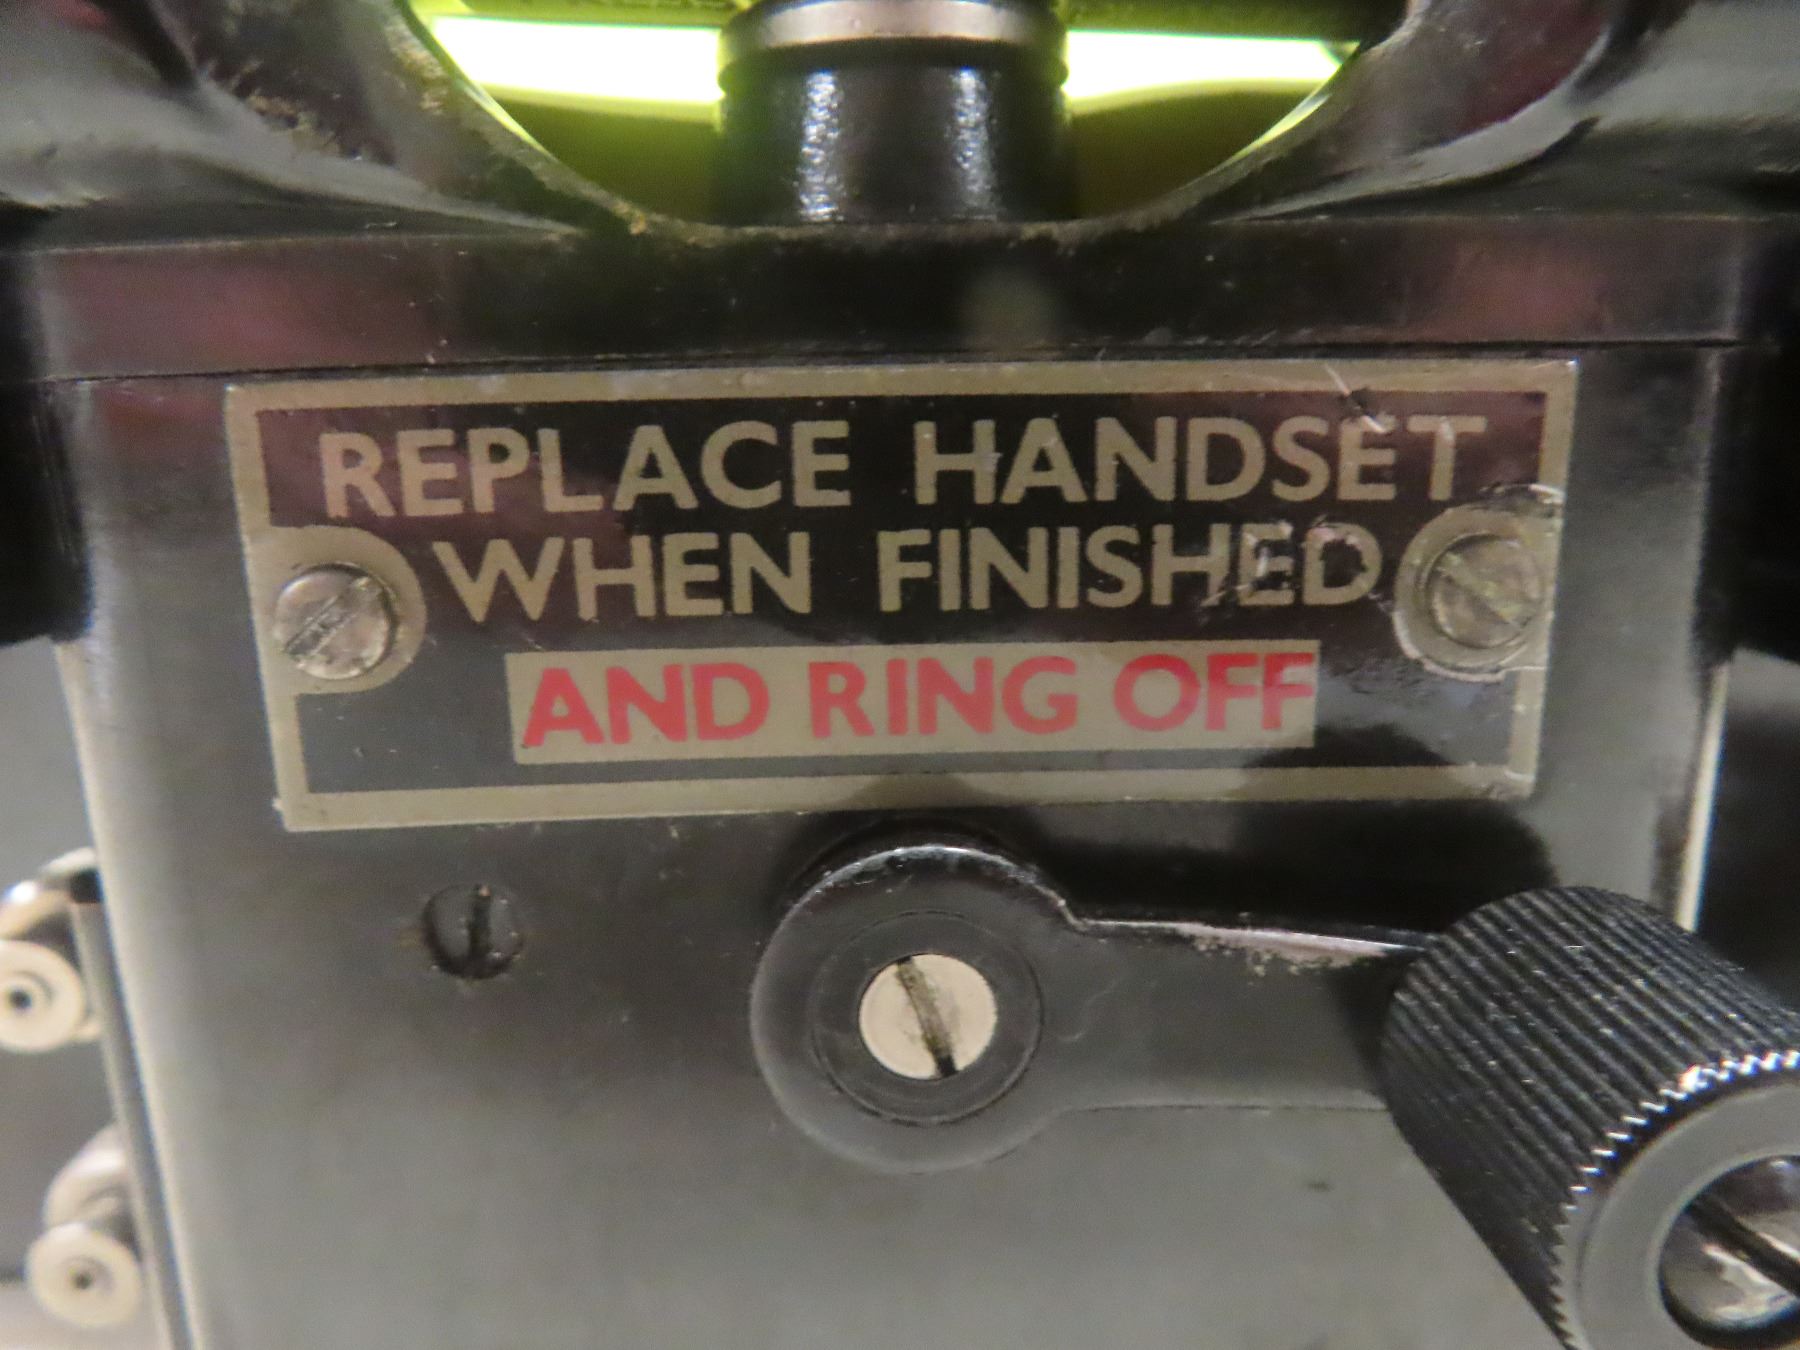 REPLACE HANDSET
WHEN FINISHED
AND RING OFF